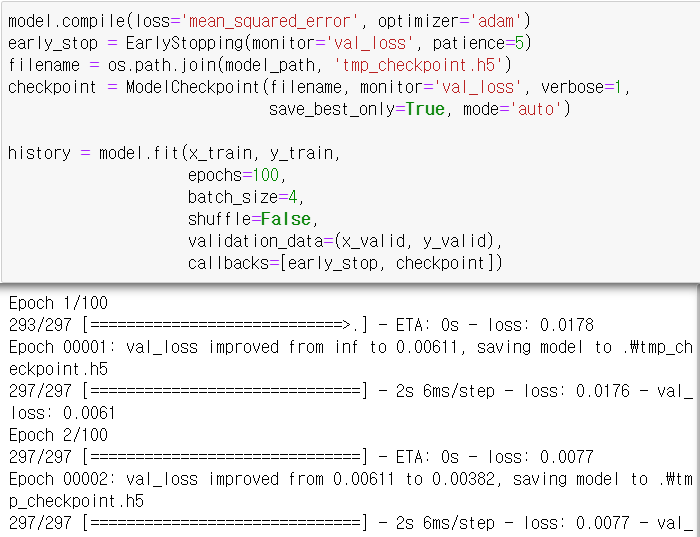 model.compile(loss='mean_squared_error', optimizer='adam')
early_stop = EarlyStopping(monitor='val_loss', patience=5)
filename = os.path.join(model_path, 'tmp_checkpoint.h5')
checkpoint = ModelCheckpoint(filename, monitor='val_loss', verbose=1,
                             save_best_only=True, mode='auto')

history = model.fit(x_train, y_train,
                    epochs=100,
                    batch_size=4,
                    shuffle=False,
                    validation_data=(x_valid, y_valid),
                    callbacks=[early_stop, checkpoint])
Epoch 1/100
293/297 [============================>.] - ETA: 0s - loss: 0.0178
Epoch 00001: val_loss improved from inf to 0.00611, saving model to .₩tmp_ch
eckpoint.h5
297/297 [==============================] - 2s 6ms/step - loss: 0.0176 - val_
loss: 0.0061
Epoch 2/100
297/297 [==============================] - ETA: 0s - loss: 0.0077
Epoch 00002: val_loss improved from 0.00611 to 0.00382, saving model to .₩tm
p_checkpoint.h5
297/297 [==============================] - 2s 6ms/step - loss: 0.0077 - val_